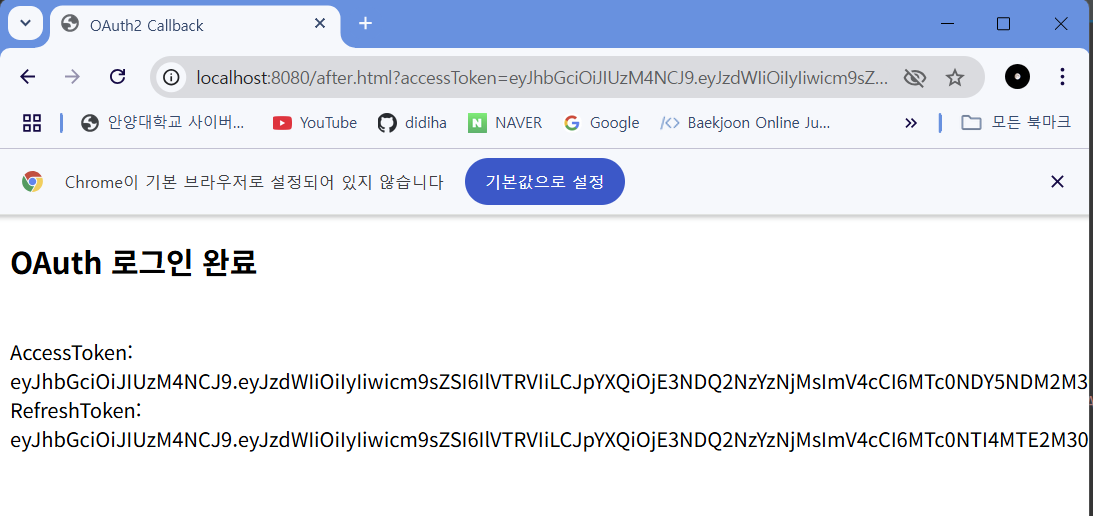 OAuth2 Callback
localhost:8080/after.html?accessToken=eyJhbGciOiJIUzM4NCJ9.eyJzdWIiOiIyIiwicm9sZ...
안양대학교 사이버... YouTube didiha NAVER Google Baekjoon Online Ju... 모든 북마크
Chrome이 기본 브라우저로 설정되어 있지 않습니다 기본값으로 설정
OAuth 로그인 완료
AccessToken:
eyJhbGciOiJIUzM4NCJ9.eyJzdWIiOiIyIiwicm9sZSI6IlVTRVIiLCJpYXQiOjE3NDQ2NzYzNjMsImV4cCI6MTc0NDY5NDM2M3
RefreshToken:
eyJhbGciOiJIUzM4NCJ9.eyJzdWIiOiIyIiwicm9sZSI6IlVTRVIiLCJpYXQiOjE3NDQ2NzYzNjMsImV4cCI6MTc0NTI4MTE2M30